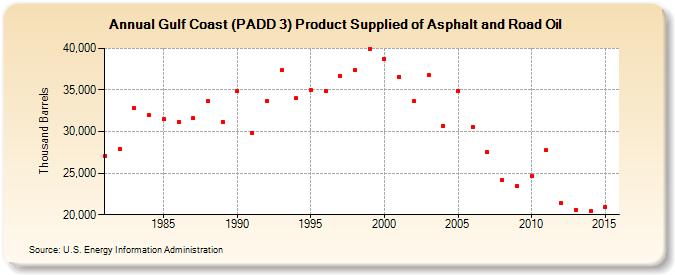 Annual Gulf Coast (PADD 3) Product Supplied of Asphalt and Road Oil
Thousand Barrels
40,000
35,000
30,000
25,000
20,000
1985 1990 1995 2000 2005 2010 2015
Source: U.S. Energy Information Administration